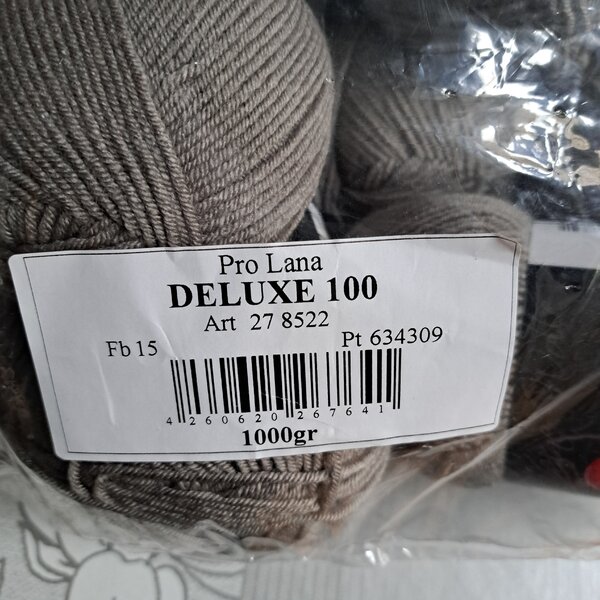 Pro Lana
DELUXE 100
Art 27 8522
Fb 15 Pt 634309
4 260620 267641
1000gr